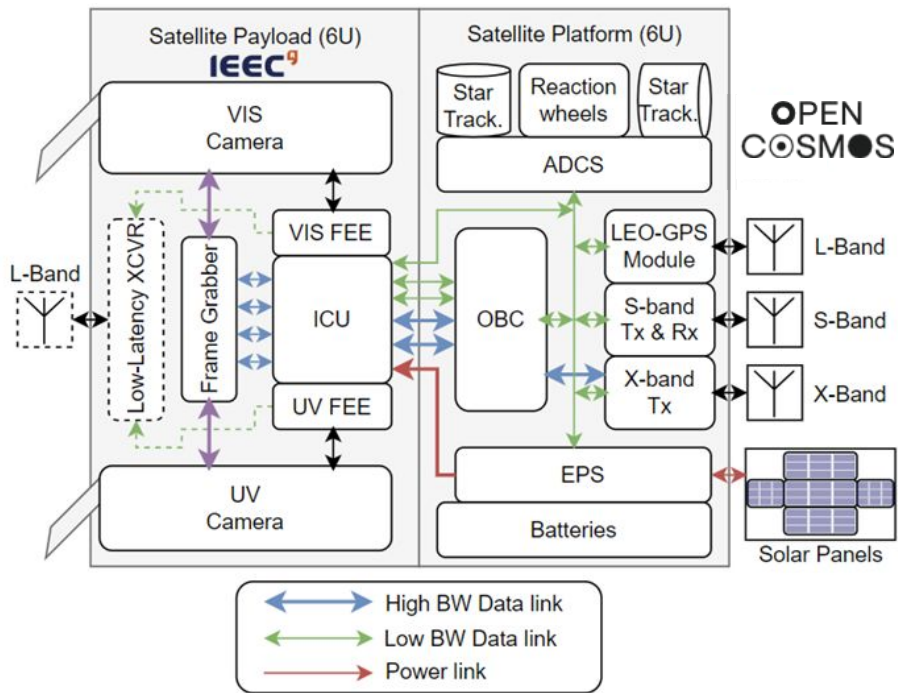 Satellite Payload (6U)
IEEC
Satellite Platform (6U)
VIS
Camera
Star
Track.
Reaction
wheels
Star
Track.
ADCS
OPEN
COSMOS
VIS FEE
LEO-GPS
Module
L-Band
L-Band
Low-Latency XCVR
Frame Grabber
ICU
OBC
S-band
Tx & Rx
S-Band
UV FEE
X-band
Tx
X-Band
UV
Camera
EPS
Batteries
Solar Panels
High BW Data link
Low BW Data link
Power link